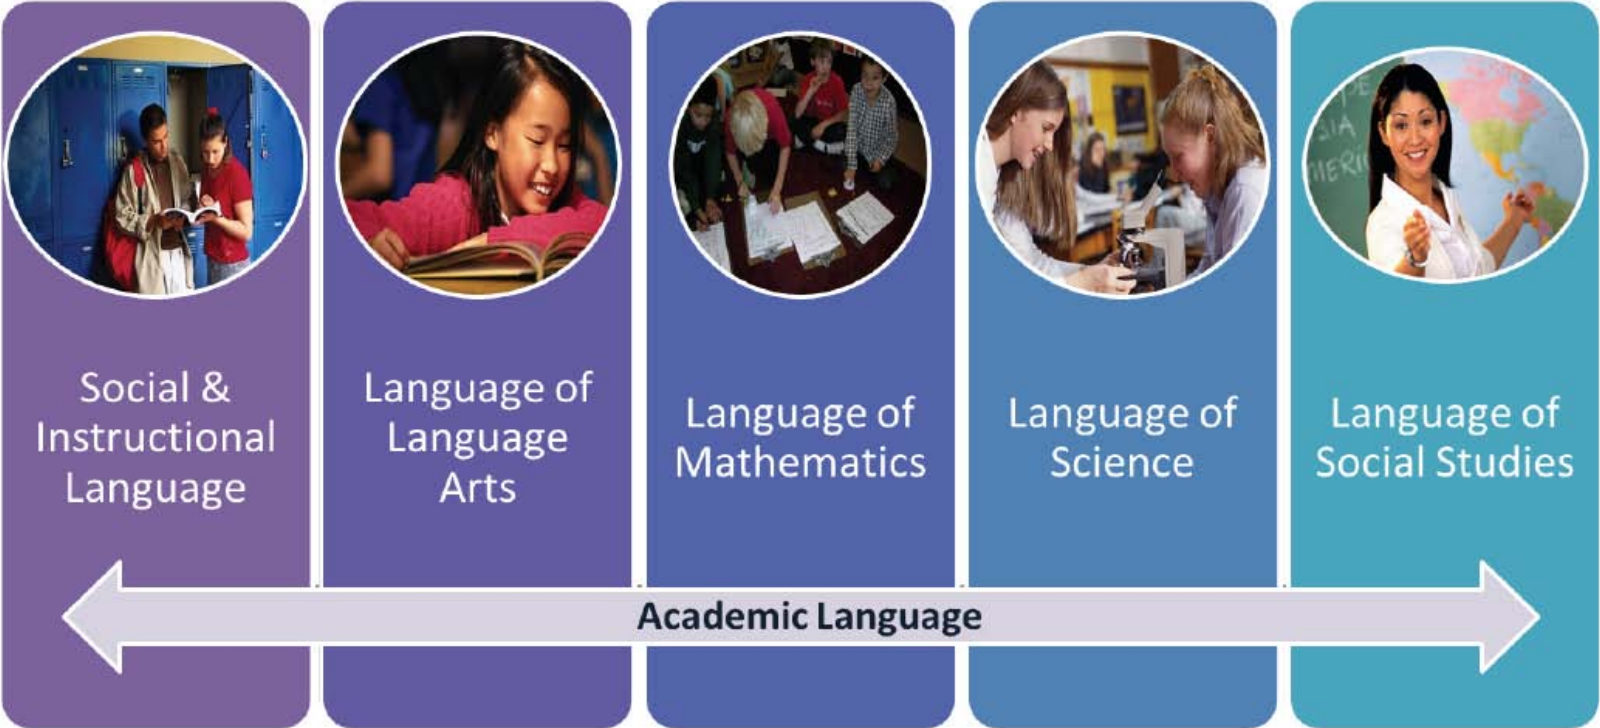 Social &
Instructional
Language
Language of
Language
Arts
Language of
Mathematics
Language of
Science
Language of
Social Studies
Academic Language